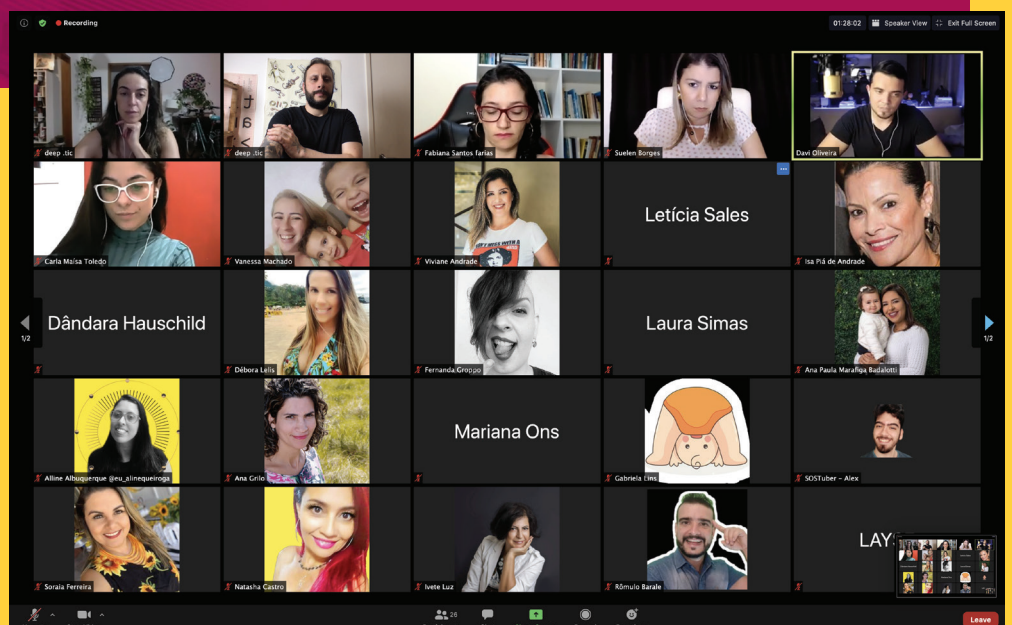 Recording
01:28:02 Speaker View Exit Full Screen
deep .tic
deep .tic
Fabiana Santos farias
Suelen Borges
Davi Oliveira
Carla Maísa Toledo
Vanessa Machado
Viviane Andrade
Letícia Sales
Isa Piá de Andrade
Dândara Hauschild
Débora Lelis
Fernanda Groppo
Laura Simas
Ana Paula Marafiga Badalotti
1/2
1/2
Alline Albuquerque @eu_alinequeiroga
Ana Grilo
Mariana Ons
Gabriela Lins
SOSTuber - Alex
Soraia Ferreira
Natasha Castro
Ivete Luz
Rômulo Barale
LAYS
26
Leave